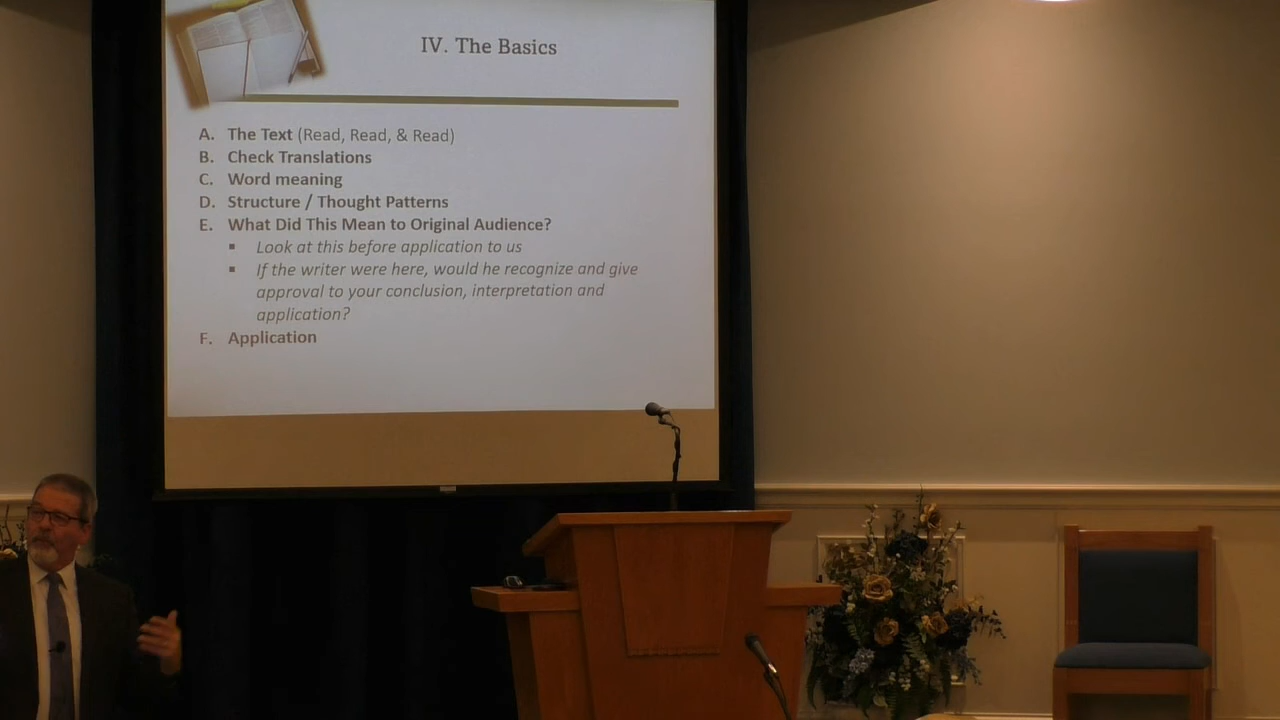 IV. The Basics
A. The Text (Read, Read, & Read)
B. Check Translations
C. Word meaning
D. Structure / Thought Patterns
E. What Did This Mean to Original Audience?
▪ Look at this before application to us
▪ If the writer were here, would he recognize and give
approval to your conclusion, interpretation and
application?
F. Application